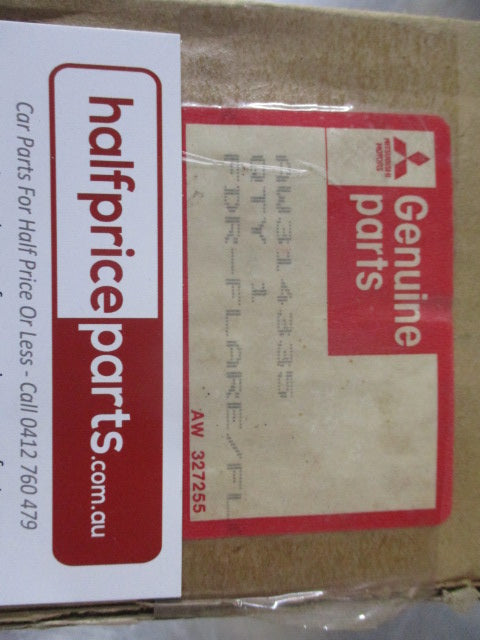 MITSUBISHI
MOTORS
Genuine
parts
AW314335
QTY 1
FDR-FLARE/FL
AW 327255
halfpriceparts.com.au
Car Parts For Half Price Or Less - Call 0412 760 479